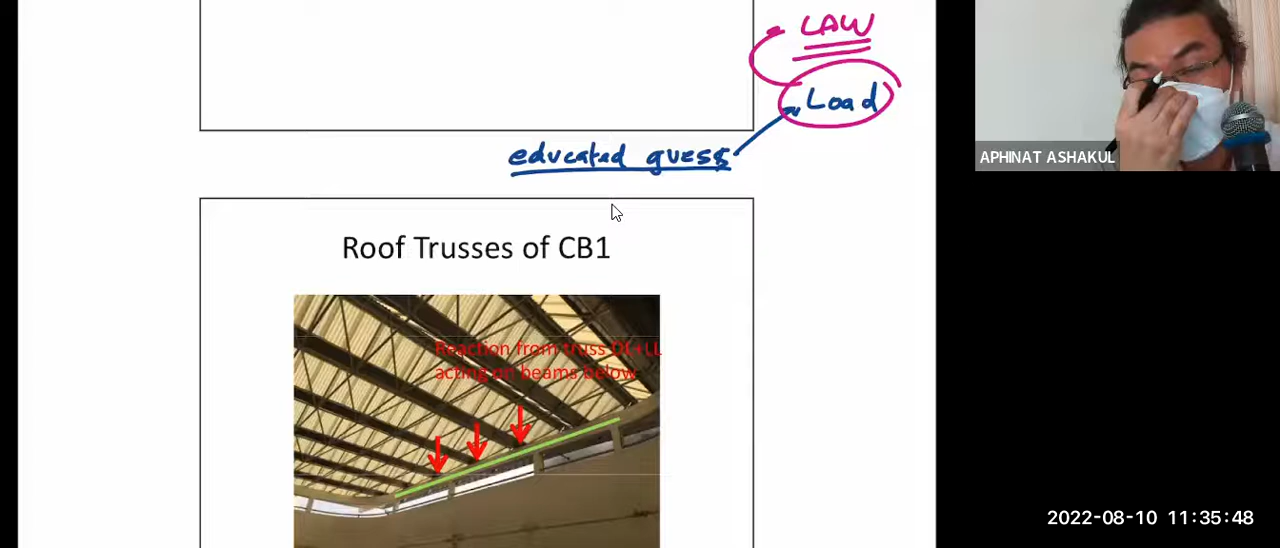 LAW
Load
educated guess
APHINAT ASHAKUL
Roof Trusses of CB1
Reaction from truss DL+LL
acting on beams below
2022-08-10 11:35:48